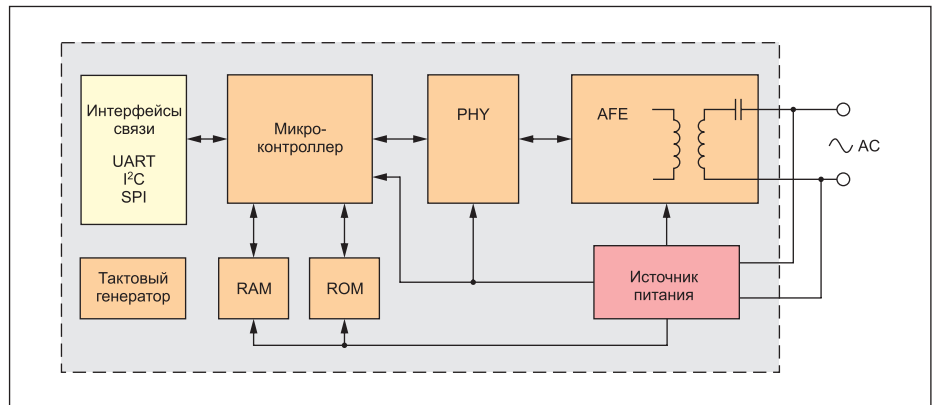 Интерфейсы
связи
UART
I²C
SPI
Микро-
контроллер
PHY
AFE
AC
Тактовый
генератор
RAM
ROM
Источник
питания